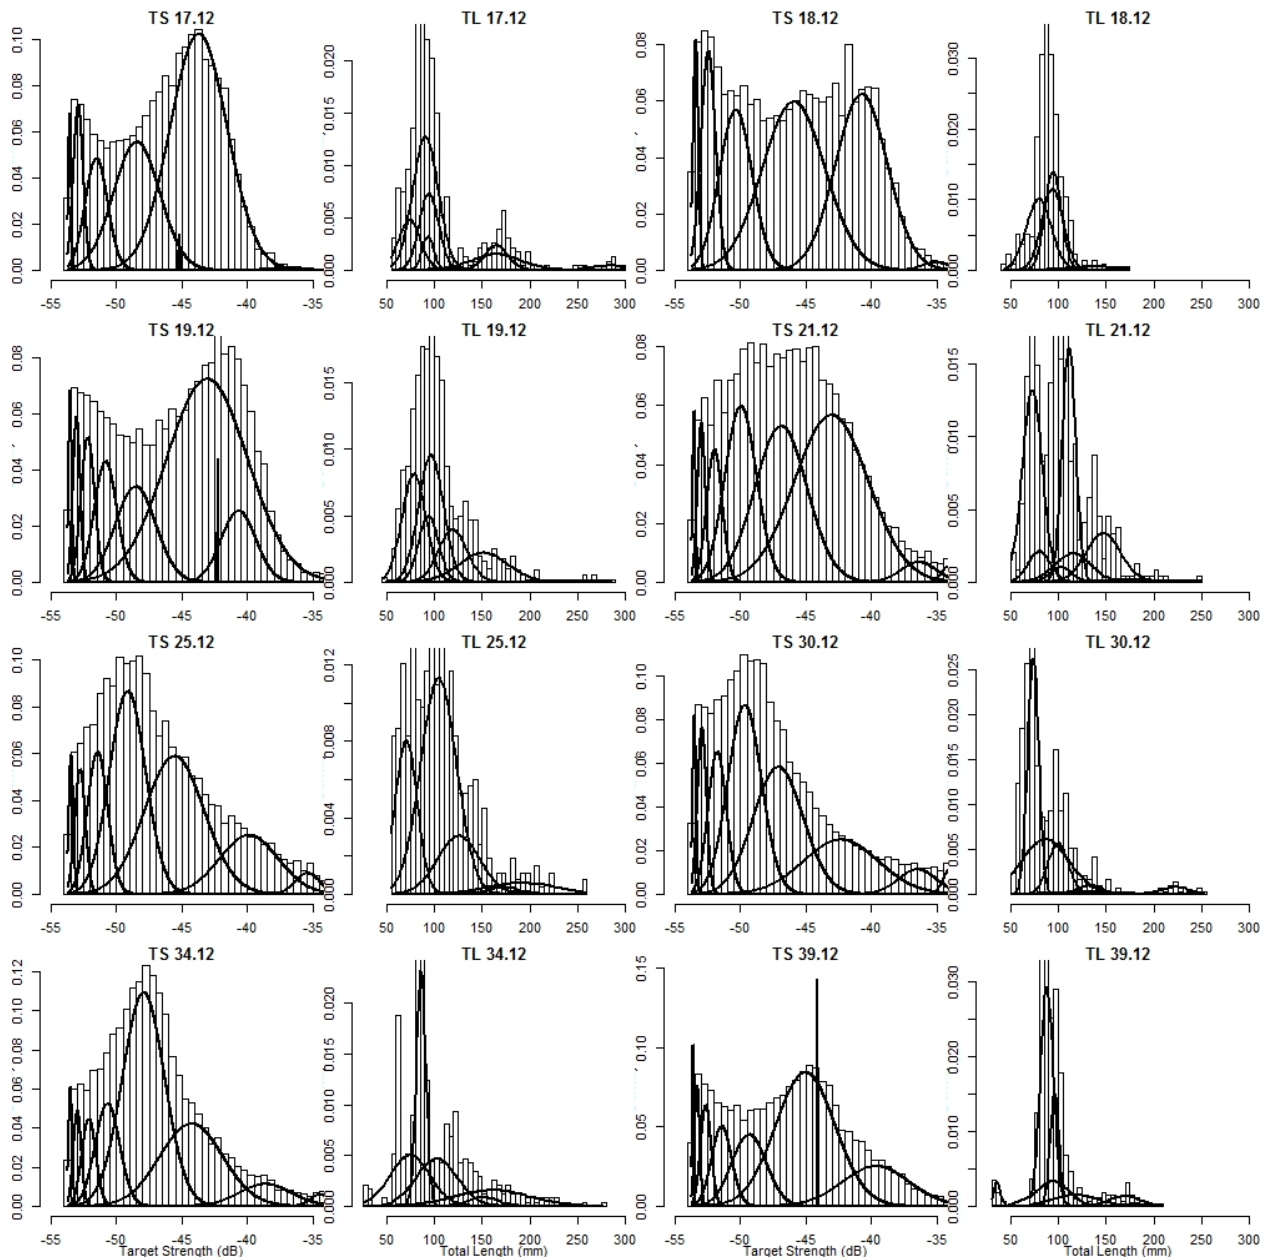 TS 17.12
0.00 0.02 0.04 0.06 0.08 0.10
-55 -50 -45 -40 -35
TL 17.12
0.000 0.005 0.010 0.015 0.020
50 100 150 200 250 300
TS 18.12
0.00 0.02 0.04 0.06 0.08
-55 -50 -45 -40 -35
TL 18.12
0.000 0.010 0.020 0.030
50 100 150 200 250 300
TS 19.12
0.00 0.02 0.04 0.06 0.08
-55 -50 -45 -40 -35
TL 19.12
0.000 0.005 0.010 0.015
50 100 150 200 250 300
TS 21.12
0.00 0.02 0.04 0.06 0.08
-55 -50 -45 -40 -35
TL 21.12
0.000 0.005 0.010 0.015
50 100 150 200 250 300
TS 25.12
0.00 0.02 0.04 0.06 0.08 0.10
-55 -50 -45 -40 -35
TL 25.12
0.000 0.004 0.008 0.012
50 100 150 200 250 300
TS 30.12
0.00 0.02 0.04 0.06 0.08 0.10
-55 -50 -45 -40 -35
TL 30.12
0.000 0.005 0.010 0.015 0.020 0.025
50 100 150 200 250 300
TS 34.12
0.00 0.02 0.04 0.06 0.08 0.10 0.12
-55 -50 -45 -40 -35
Target Strength (dB)
TL 34.12
0.000 0.005 0.010 0.015 0.020
50 100 150 200 250 300
Total Length (mm)
TS 39.12
0.00 0.05 0.10 0.15
-55 -50 -45 -40 -35
Target Strength (dB)
TL 39.12
0.000 0.010 0.020 0.030
50 100 150 200 250 300
Total Length (mm)